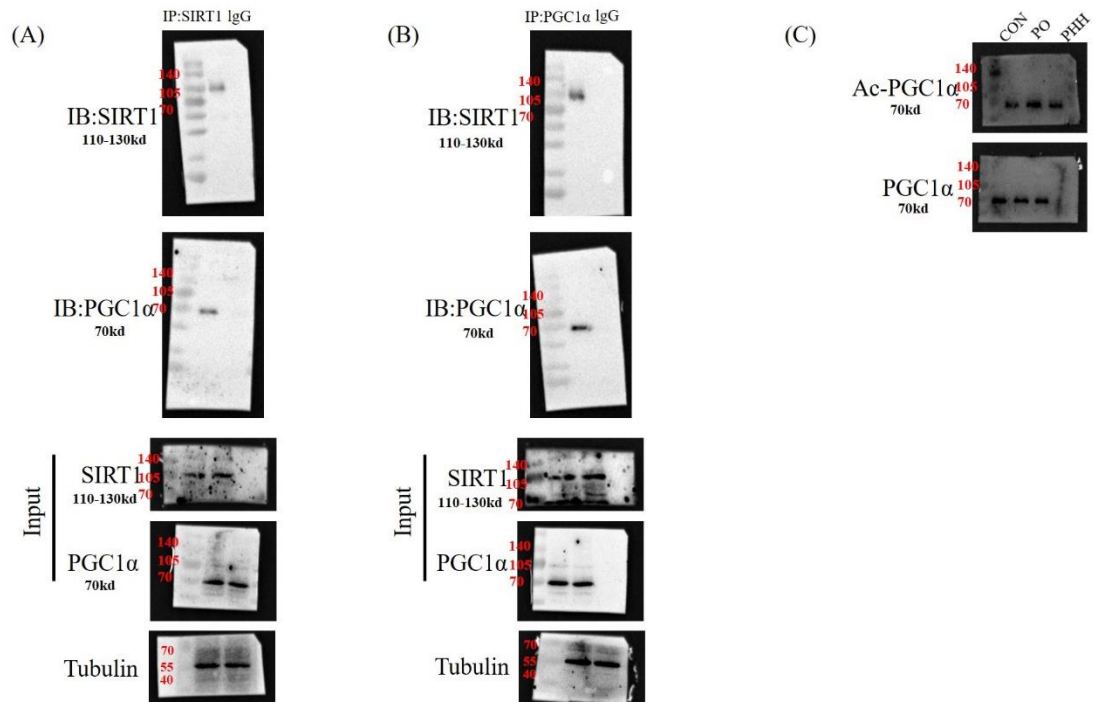 IP:SIRT1 IgG
(A)
140
105
70
IB:SIRT1
110-130kd
140
105
70
IB:PGC1α
70kd
Input
140
105
70
SIRT1
110-130kd
140
105
70
PGC1α
70kd
70
55
40
Tubulin
IP:PGC1α IgG
(B)
140
105
70
IB:SIRT1
110-130kd
140
105
70
IB:PGC1α
70kd
Input
140
105
70
SIRT1
110-130kd
140
105
70
PGC1α
70kd
70
55
40
Tubulin
(C)
CON PO PHH
140
105
70
Ac-PGC1α
70kd
140
105
70
PGC1α
70kd